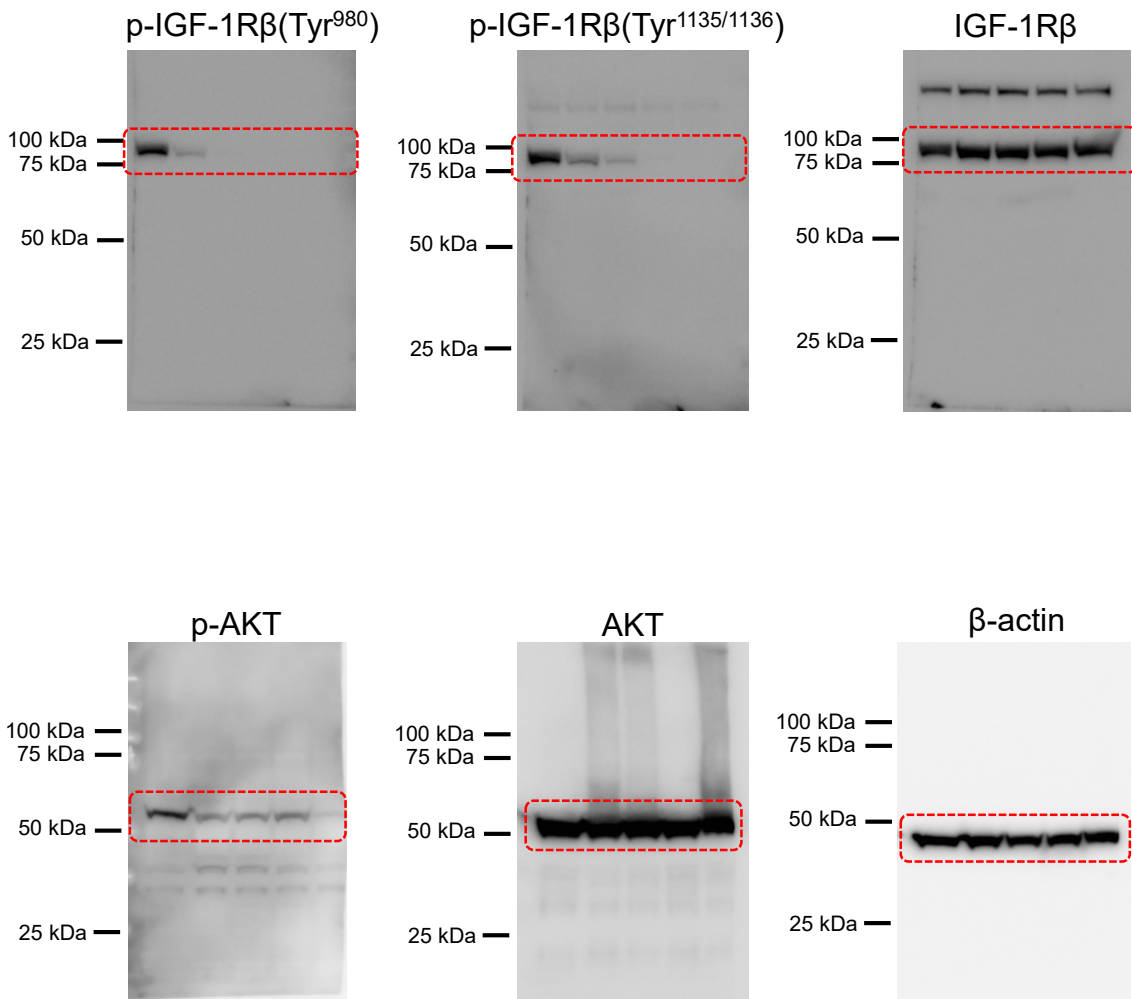 p-IGF-1Rβ(Tyr⁹⁸⁰)
100 kDa
75 kDa
50 kDa
25 kDa
p-IGF-1Rβ(Tyr¹¹³⁵/¹¹³⁶)
100 kDa
75 kDa
50 kDa
25 kDa
IGF-1Rβ
100 kDa
75 kDa
50 kDa
25 kDa
p-AKT
100 kDa
75 kDa
50 kDa
25 kDa
AKT
100 kDa
75 kDa
50 kDa
25 kDa
β-actin
100 kDa
75 kDa
50 kDa
25 kDa